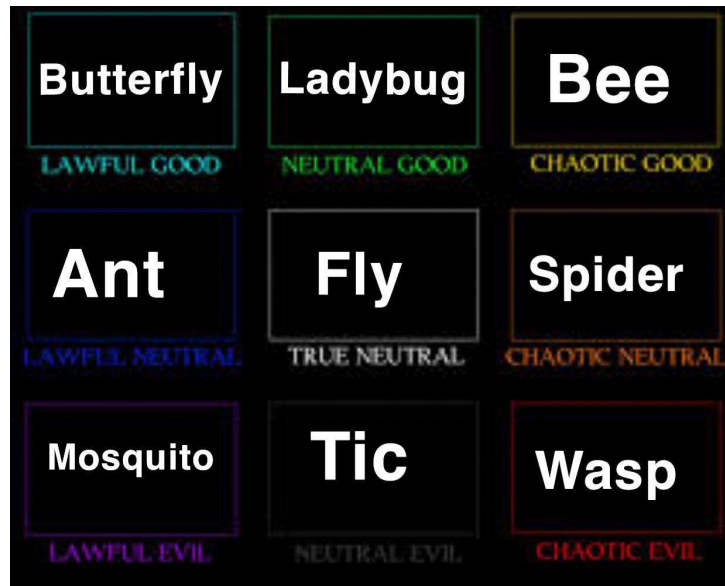 Butterfly Ladybug Bee
LAWFUL GOOD NEUTRAL GOOD CHAOTIC GOOD
Ant Fly Spider
LAWFUL NEUTRAL TRUE NEUTRAL CHAOTIC NEUTRAL
Mosquito Tic Wasp
LAWFUL EVIL NEUTRAL EVIL CHAOTIC EVIL